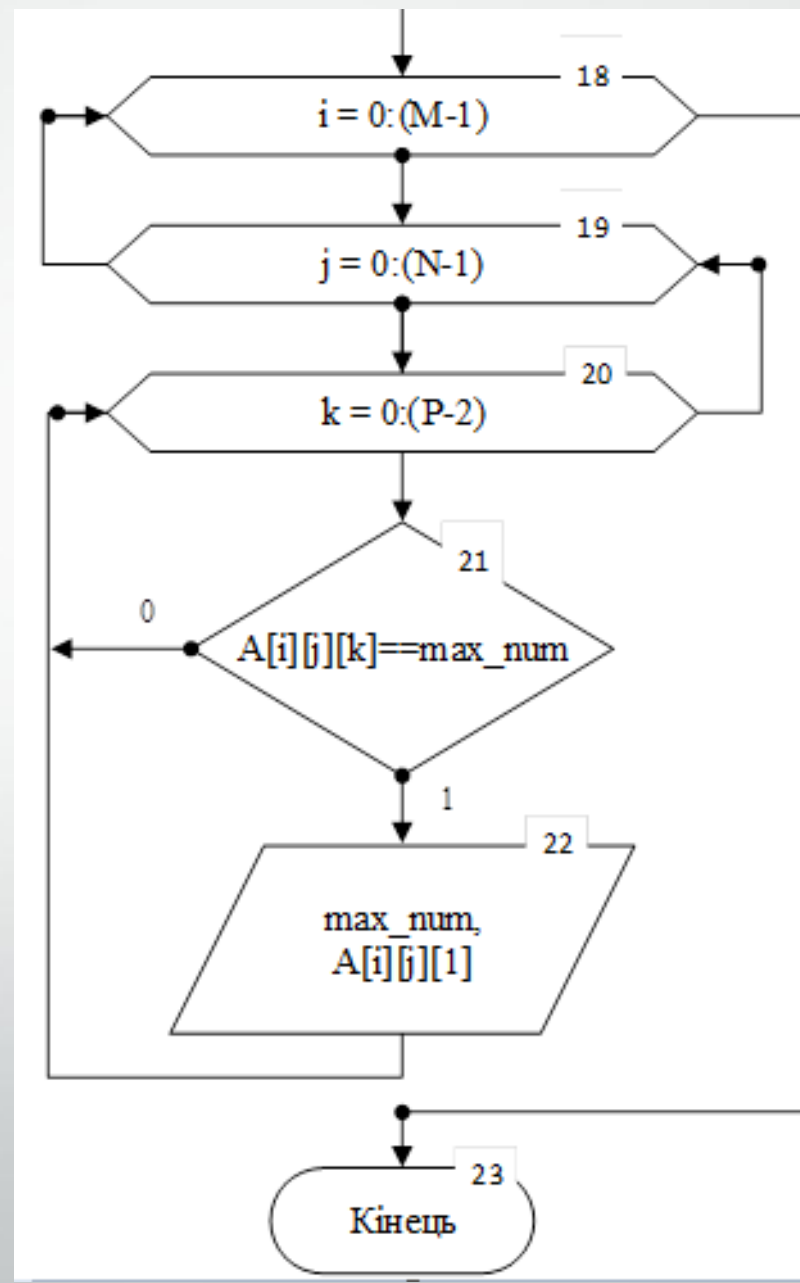 18
i = 0:(M-1)
19
j = 0:(N-1)
20
k = 0:(P-2)
21
0
A[i][j][k]==max_num
1
22
max_num,
A[i][j][1]
23
Кінець